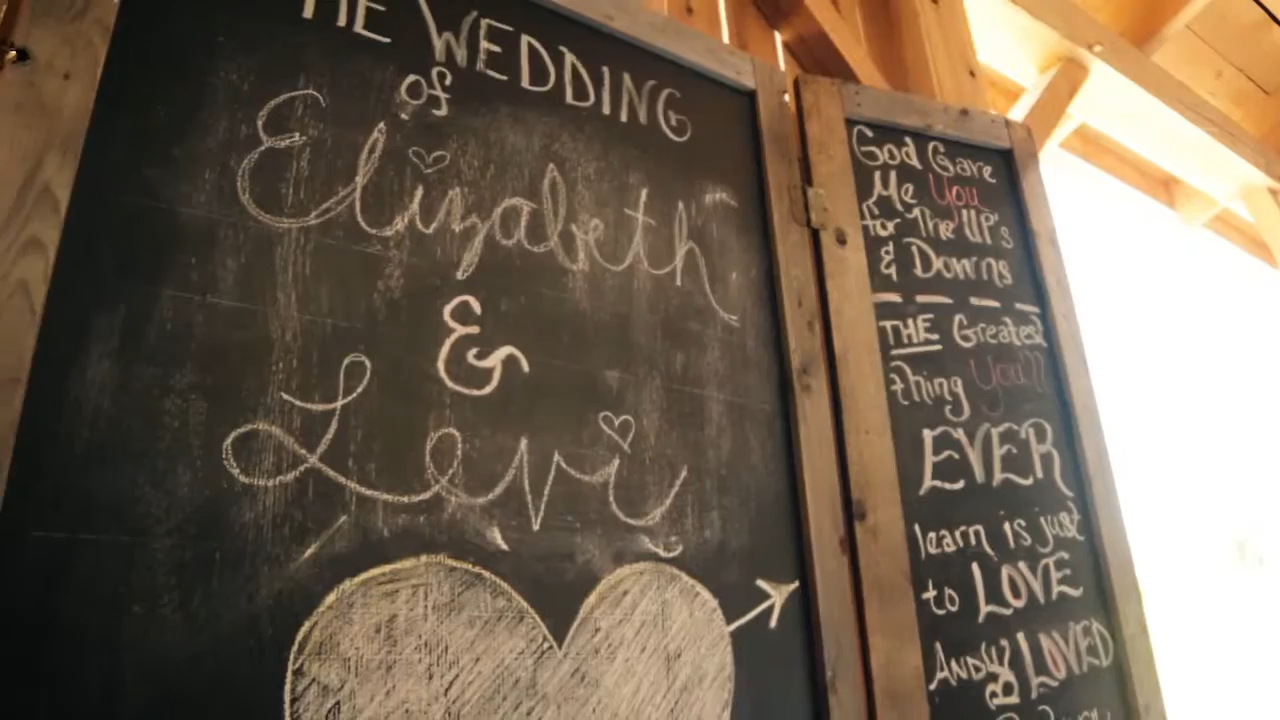 HE WEDDING
of
Elizabeth
&
Levi
God Gave
Me You
for The UP's
& Downs
THE Greatest
thing You'll
EVER
learn is just
to LOVE
AND BE LOVED